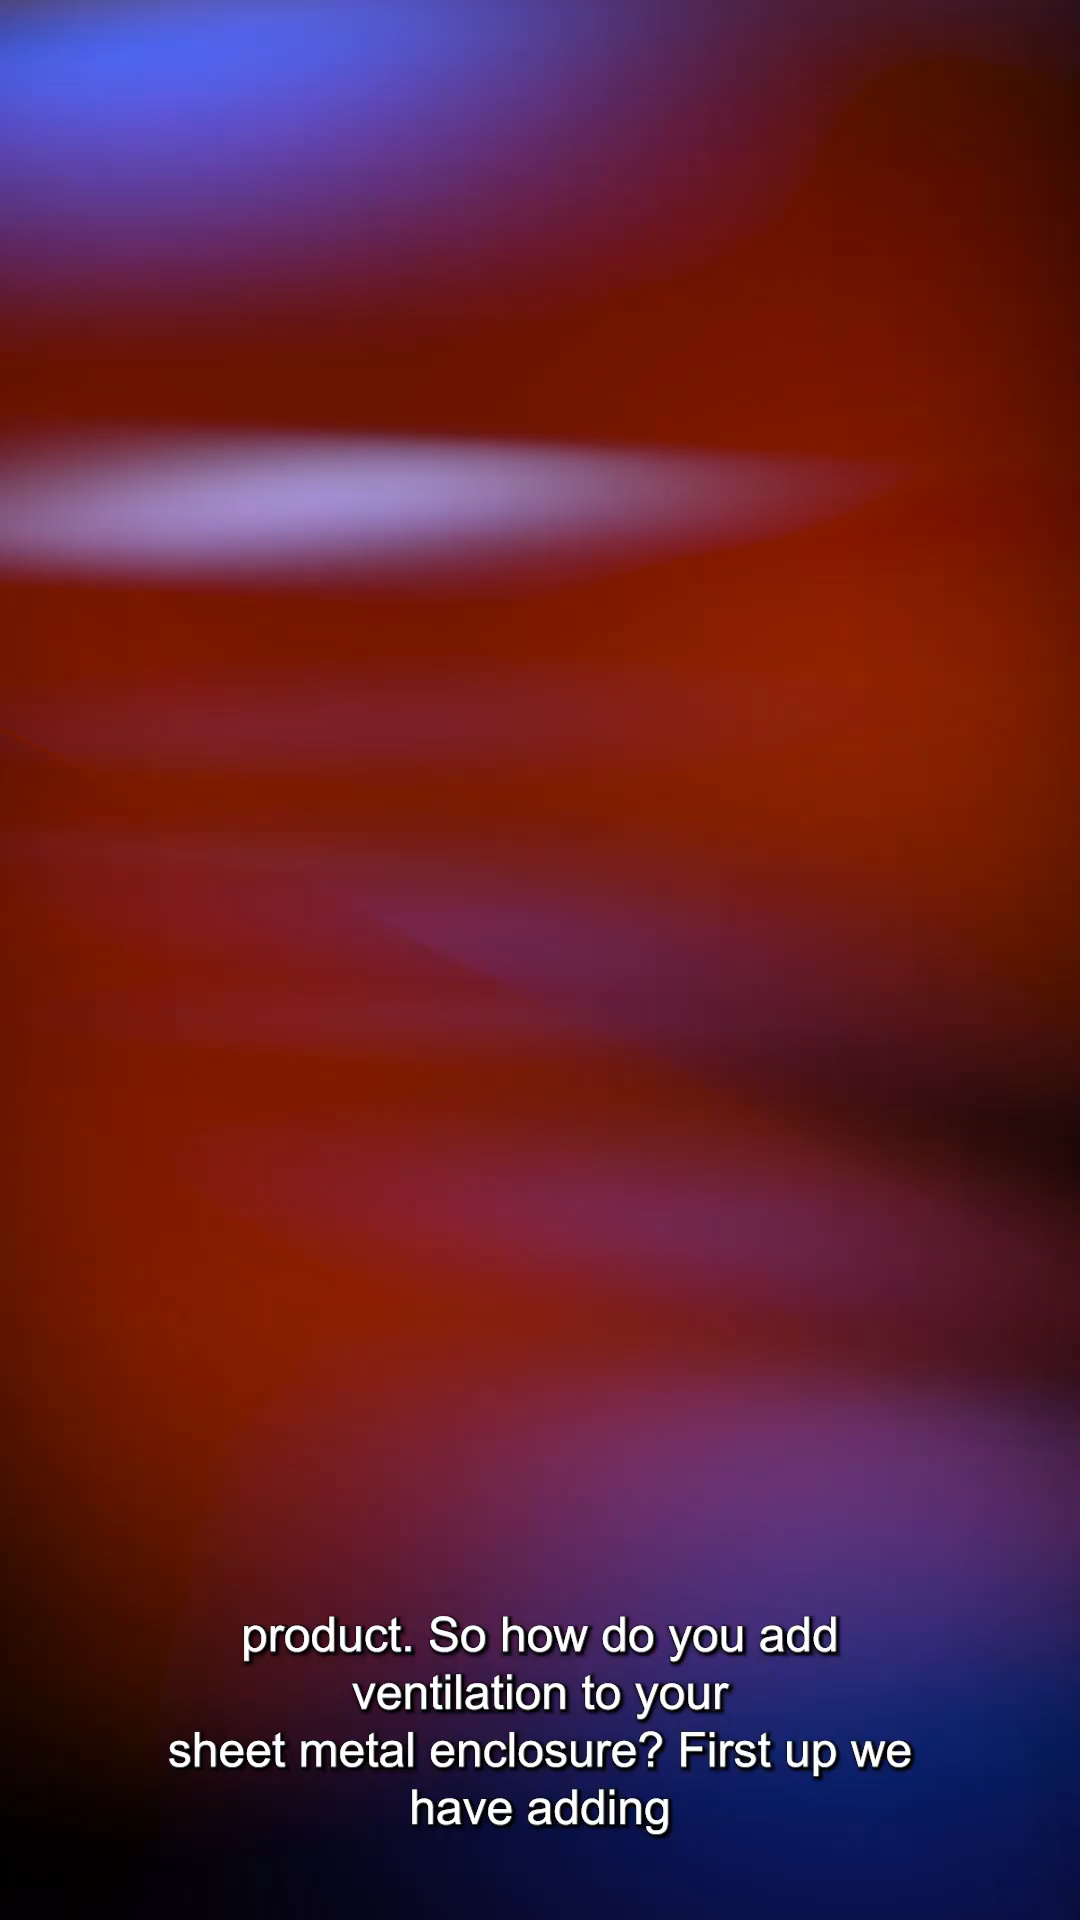 product. So how do you add
ventilation to your
sheet metal enclosure? First up we
have adding